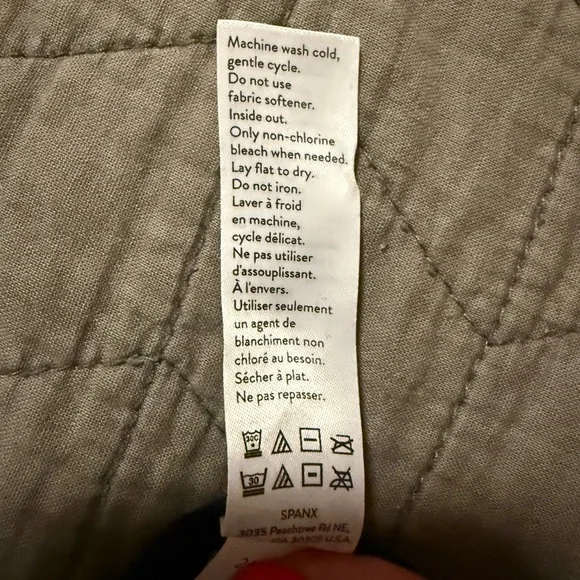 Machine wash cold,
gentle cycle.
Do not use
fabric softener.
Inside out.
Only non-chlorine
bleach when needed.
Lay flat to dry.
Do not iron.
Laver à froid
en machine,
cycle délicat.
Ne pas utiliser
d'assouplissant.
À l'envers.
Utiliser seulement
un agent de
blanchiment non
chloré au besoin.
Sécher à plat.
Ne pas repasser.
30C
30
SPANX
3035 Peachtree Rd NE,
U.S.A.